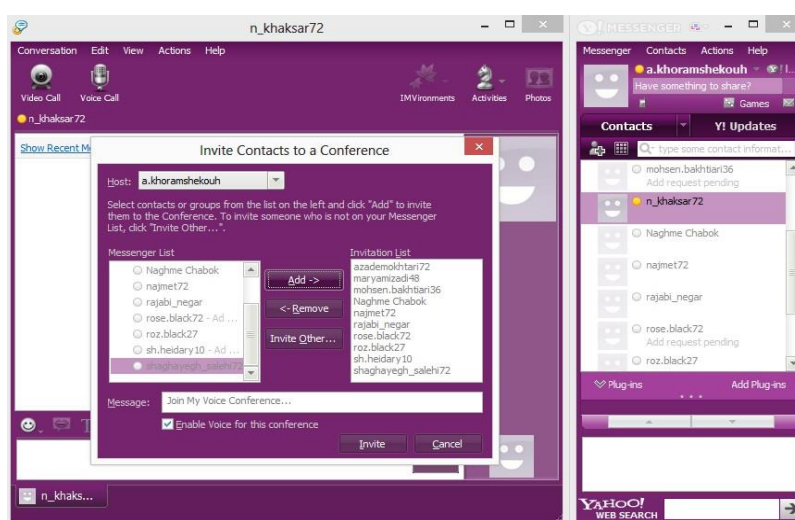 n_khaksar72
Conversation Edit View Actions Help
Video Call Voice Call
IMVironments Activities Photos
n_khaksar72
Show Recent M
Invite Contacts to a Conference
Host: a.khoramshekouh
Select contacts or groups from the list on the left and click "Add" to invite
them to the Conference. To invite someone who is not on your Messenger
List, click "Invite Other...".
Messenger List
Naghme Chabok
najmet72
rajabi_negar
rose.black72 - Ad ...
roz.black27
sh.heidary10 - Ad ...
shaghayegh_salehi72
Add ->
<- Remove
Invite Other...
Invitation List
azademokhtari72
maryamizadi48
mohsen.bakhtiari36
Naghme Chabok
najmet72
rajabi_negar
rose.black72
roz.black27
sh.heidary10
shaghayegh_salehi72
Message: Join My Voice Conference...
Enable Voice for this conference
Invite Cancel
n_khaks...
Y! MESSENGER
Messenger Contacts Actions Help
a.khoramshekouh
Have something to share?
Games
Contacts Y! Updates
type some contact informat...
mohsen.bakhtiari36
Add request pending
n_khaksar72
Naghme Chabok
najmet72
rajabi_negar
rose.black72
Add request pending
roz.black27
Plug-ins Add Plug-ins
YAHOO!
WEB SEARCH